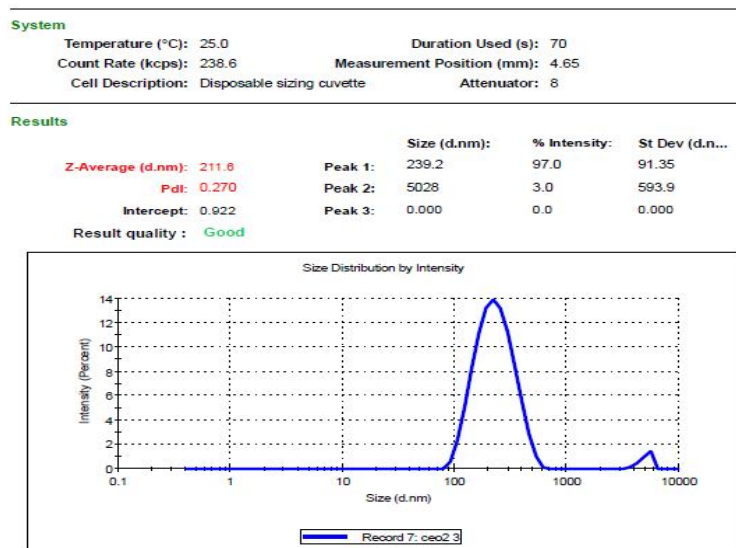 System
Temperature (°C): 25.0 Duration Used (s): 70
Count Rate (kcps): 238.6 Measurement Position (mm): 4.65
Cell Description: Disposable sizing cuvette Attenuator: 8
Results
Size (d.nm): % Intensity: St Dev (d.n...
Z-Average (d.nm): 211.6 Peak 1: 239.2 97.0 91.35
PdI: 0.270 Peak 2: 5028 3.0 593.9
Intercept: 0.922 Peak 3: 0.000 0.0 0.000
Result quality : Good
Size Distribution by Intensity
14
12
10
8
6
4
2
0
Intensity (Percent)
0.1 1 10 100 1000 10000
Size (d.nm)
Record 7: ceo2 3